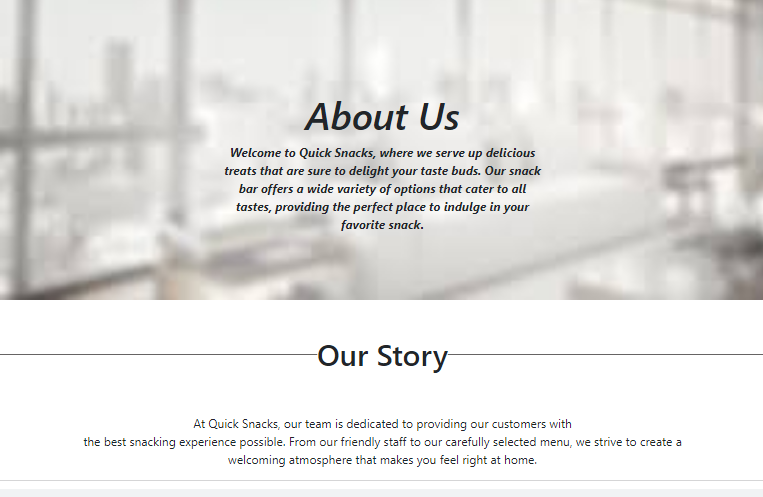 About Us
Welcome to Quick Snacks, where we serve up delicious
treats that are sure to delight your taste buds. Our snack
bar offers a wide variety of options that cater to all
tastes, providing the perfect place to indulge in your
favorite snack.
Our Story
At Quick Snacks, our team is dedicated to providing our customers with
the best snacking experience possible. From our friendly staff to our carefully selected menu, we strive to create a
welcoming atmosphere that makes you feel right at home.